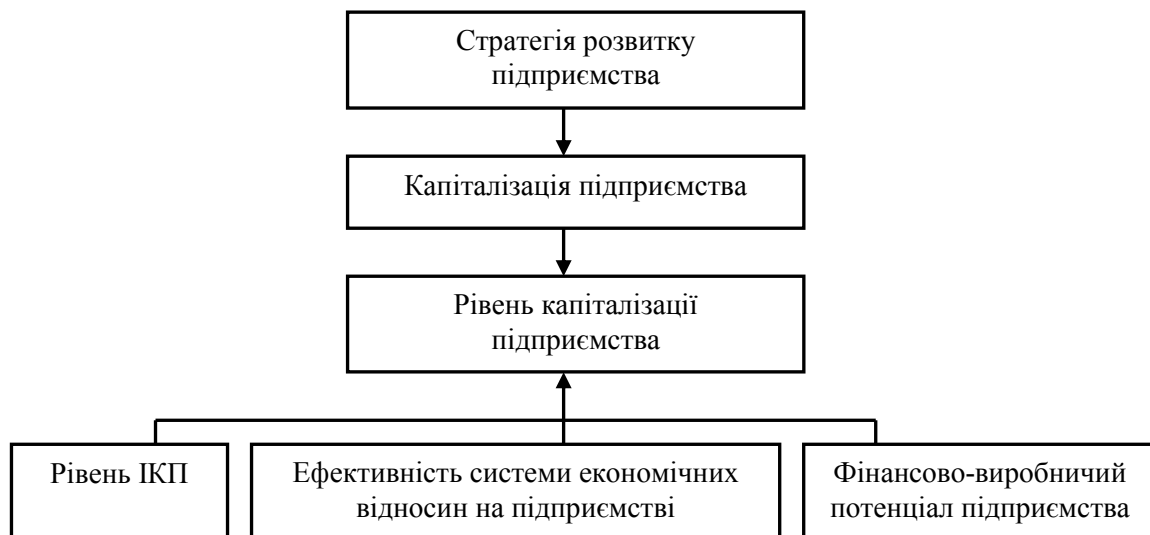 Стратегія розвитку
підприємства
Капіталізація підприємства
Рівень капіталізації
підприємства
Рівень ІКП
Ефективність системи економічних
відносин на підприємстві
Фінансово-виробничий
потенціал підприємства